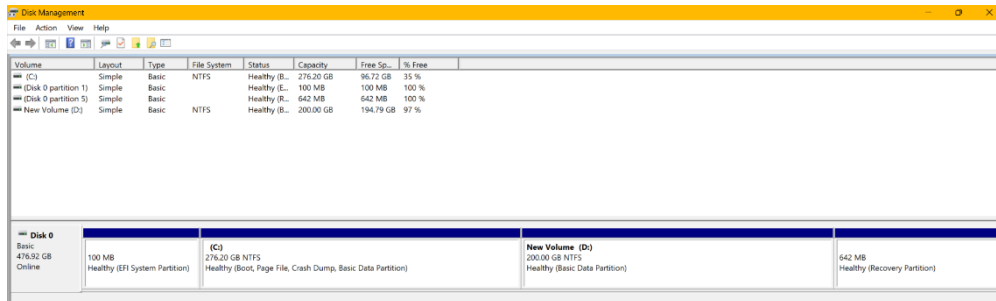 Disk Management
File Action View Help
Volume Layout Type File System Status Capacity Free Sp... % Free
(C:) Simple Basic NTFS Healthy (B... 276.20 GB 96.72 GB 35 %
(Disk 0 partition 1) Simple Basic Healthy (E... 100 MB 100 MB 100 %
(Disk 0 partition 5) Simple Basic Healthy (R... 642 MB 642 MB 100 %
New Volume (D:) Simple Basic NTFS Healthy (B... 200.00 GB 194.79 GB 97 %
Disk 0
Basic
476.92 GB
Online
100 MB
Healthy (EFI System Partition)
(C:)
276.20 GB NTFS
Healthy (Boot, Page File, Crash Dump, Basic Data Partition)
New Volume (D:)
200.00 GB NTFS
Healthy (Basic Data Partition)
642 MB
Healthy (Recovery Partition)